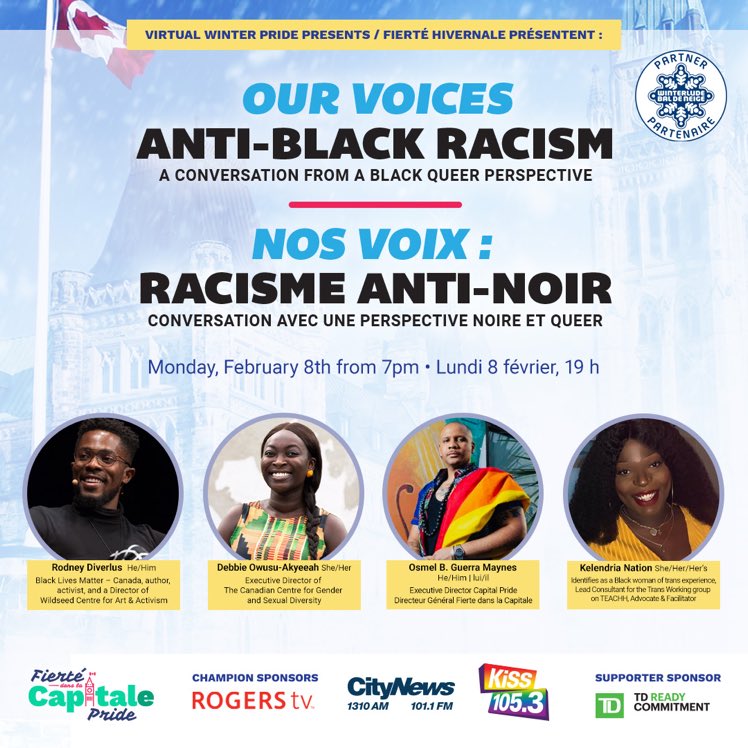 VIRTUAL WINTER PRIDE PRESENTS / FIERTÉ HIVERNALE PRÉSENTENT :
PARTNER
WINTERLUDE
BAL DE NEIGE
PARTENAIRE
OUR VOICES
ANTI-BLACK RACISM
A CONVERSATION FROM A BLACK QUEER PERSPECTIVE
NOS VOIX :
RACISME ANTI-NOIR
CONVERSATION AVEC UNE PERSPECTIVE NOIRE ET QUEER
Monday, February 8th from 7pm • Lundi 8 février, 19 h
Rodney Diverlus He/Him
Black Lives Matter – Canada, author,
activist, and a Director of
Wildseed Centre for Art & Activism
Debbie Owusu-Akyeeah She/Her
Executive Director of
The Canadian Centre for Gender
and Sexual Diversity
Osmel B. Guerra Maynes
He/Him | lui/il
Executive Director Capital Pride
Directeur Général Fierte dans la Capitale
Kelendria Nation She/Her/Her's
Identifies as a Black woman of trans experience,
Lead Consultant for the Trans Working group
on TEACHH, Advocate & Facilitator
Fierté
dans la
Capitale
Pride
CHAMPION SPONSORS
ROGERS tv
CityNews
1310 AM 101.1 FM
KiSS
105.3
SUPPORTER SPONSOR
TD TD READY
COMMITMENT